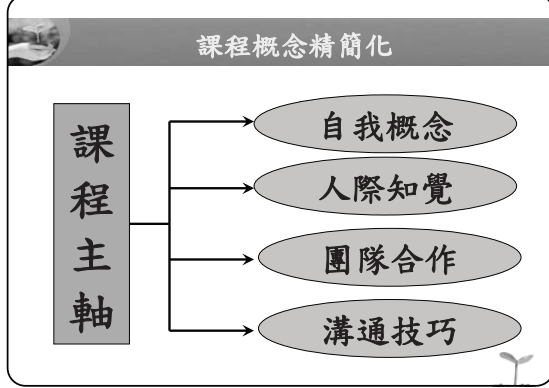 課程概念精簡化
課程主軸
自我概念
人際知覺
團隊合作
溝通技巧